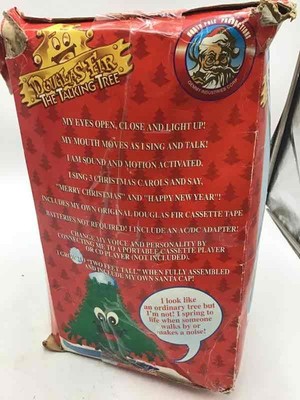 DOUGLAS FIR
THE TALKING TREE
MY EYES OPEN, CLOSE AND LIGHT UP!
MY MOUTH MOVES AS I SING AND TALK!
I AM SOUND AND MOTION ACTIVATED.
I SING 3 CHRISTMAS CAROLS AND SAY,
"MERRY CHRISTMAS" AND "HAPPY NEW YEAR"!
INCLUDES MY OWN ORIGINAL DOUGLAS FIR CASSETTE TAPE
BATTERIES NOT REQUIRED! I INCLUDE AN AC/DC ADAPTER!
CHANGE MY VOICE AND PERSONALITY BY
CONNECTING ME TO A PORTABLE CASSETTE PLAYER
OR CD PLAYER (NOT INCLUDED).
"TWO FEET TALL" WHEN FULLY ASSEMBLED
AND INCLUDE MY OWN SANTA CAP!
I look like
an ordinary tree but
I'm not! I spring to
life when someone
walks by or
makes a noise!